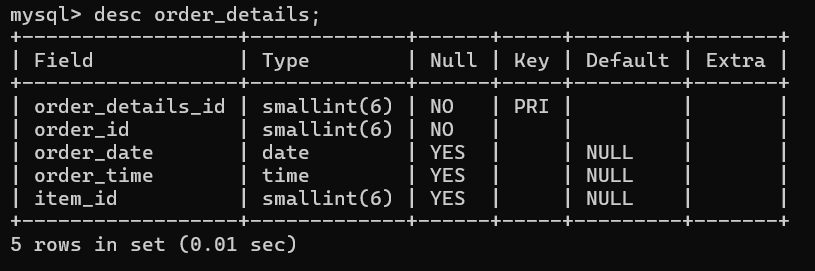 mysql> desc order_details;
+------------------+-------------+------+-----+---------+-------+
| Field            | Type        | Null | Key | Default | Extra |
+------------------+-------------+------+-----+---------+-------+
| order_details_id | smallint(6) | NO   | PRI |         |       |
| order_id         | smallint(6) | NO   |     |         |       |
| order_date       | date        | YES  |     | NULL    |       |
| order_time       | time        | YES  |     | NULL    |       |
| item_id          | smallint(6) | YES  |     | NULL    |       |
+------------------+-------------+------+-----+---------+-------+
5 rows in set (0.01 sec)